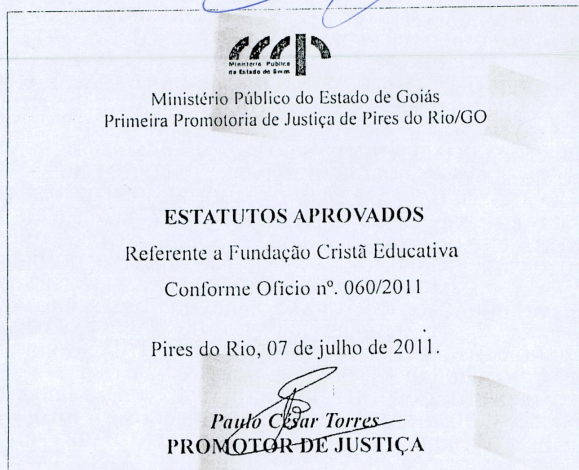 Ministério Público
do Estado de Goiás
Ministério Público do Estado de Goiás
Primeira Promotoria de Justiça de Pires do Rio/GO
ESTATUTOS APROVADOS
Referente a Fundação Cristã Educativa
Conforme Oficio nº. 060/2011
Pires do Rio, 07 de julho de 2011.
Paulo César Torres
PROMOTOR DE JUSTIÇA